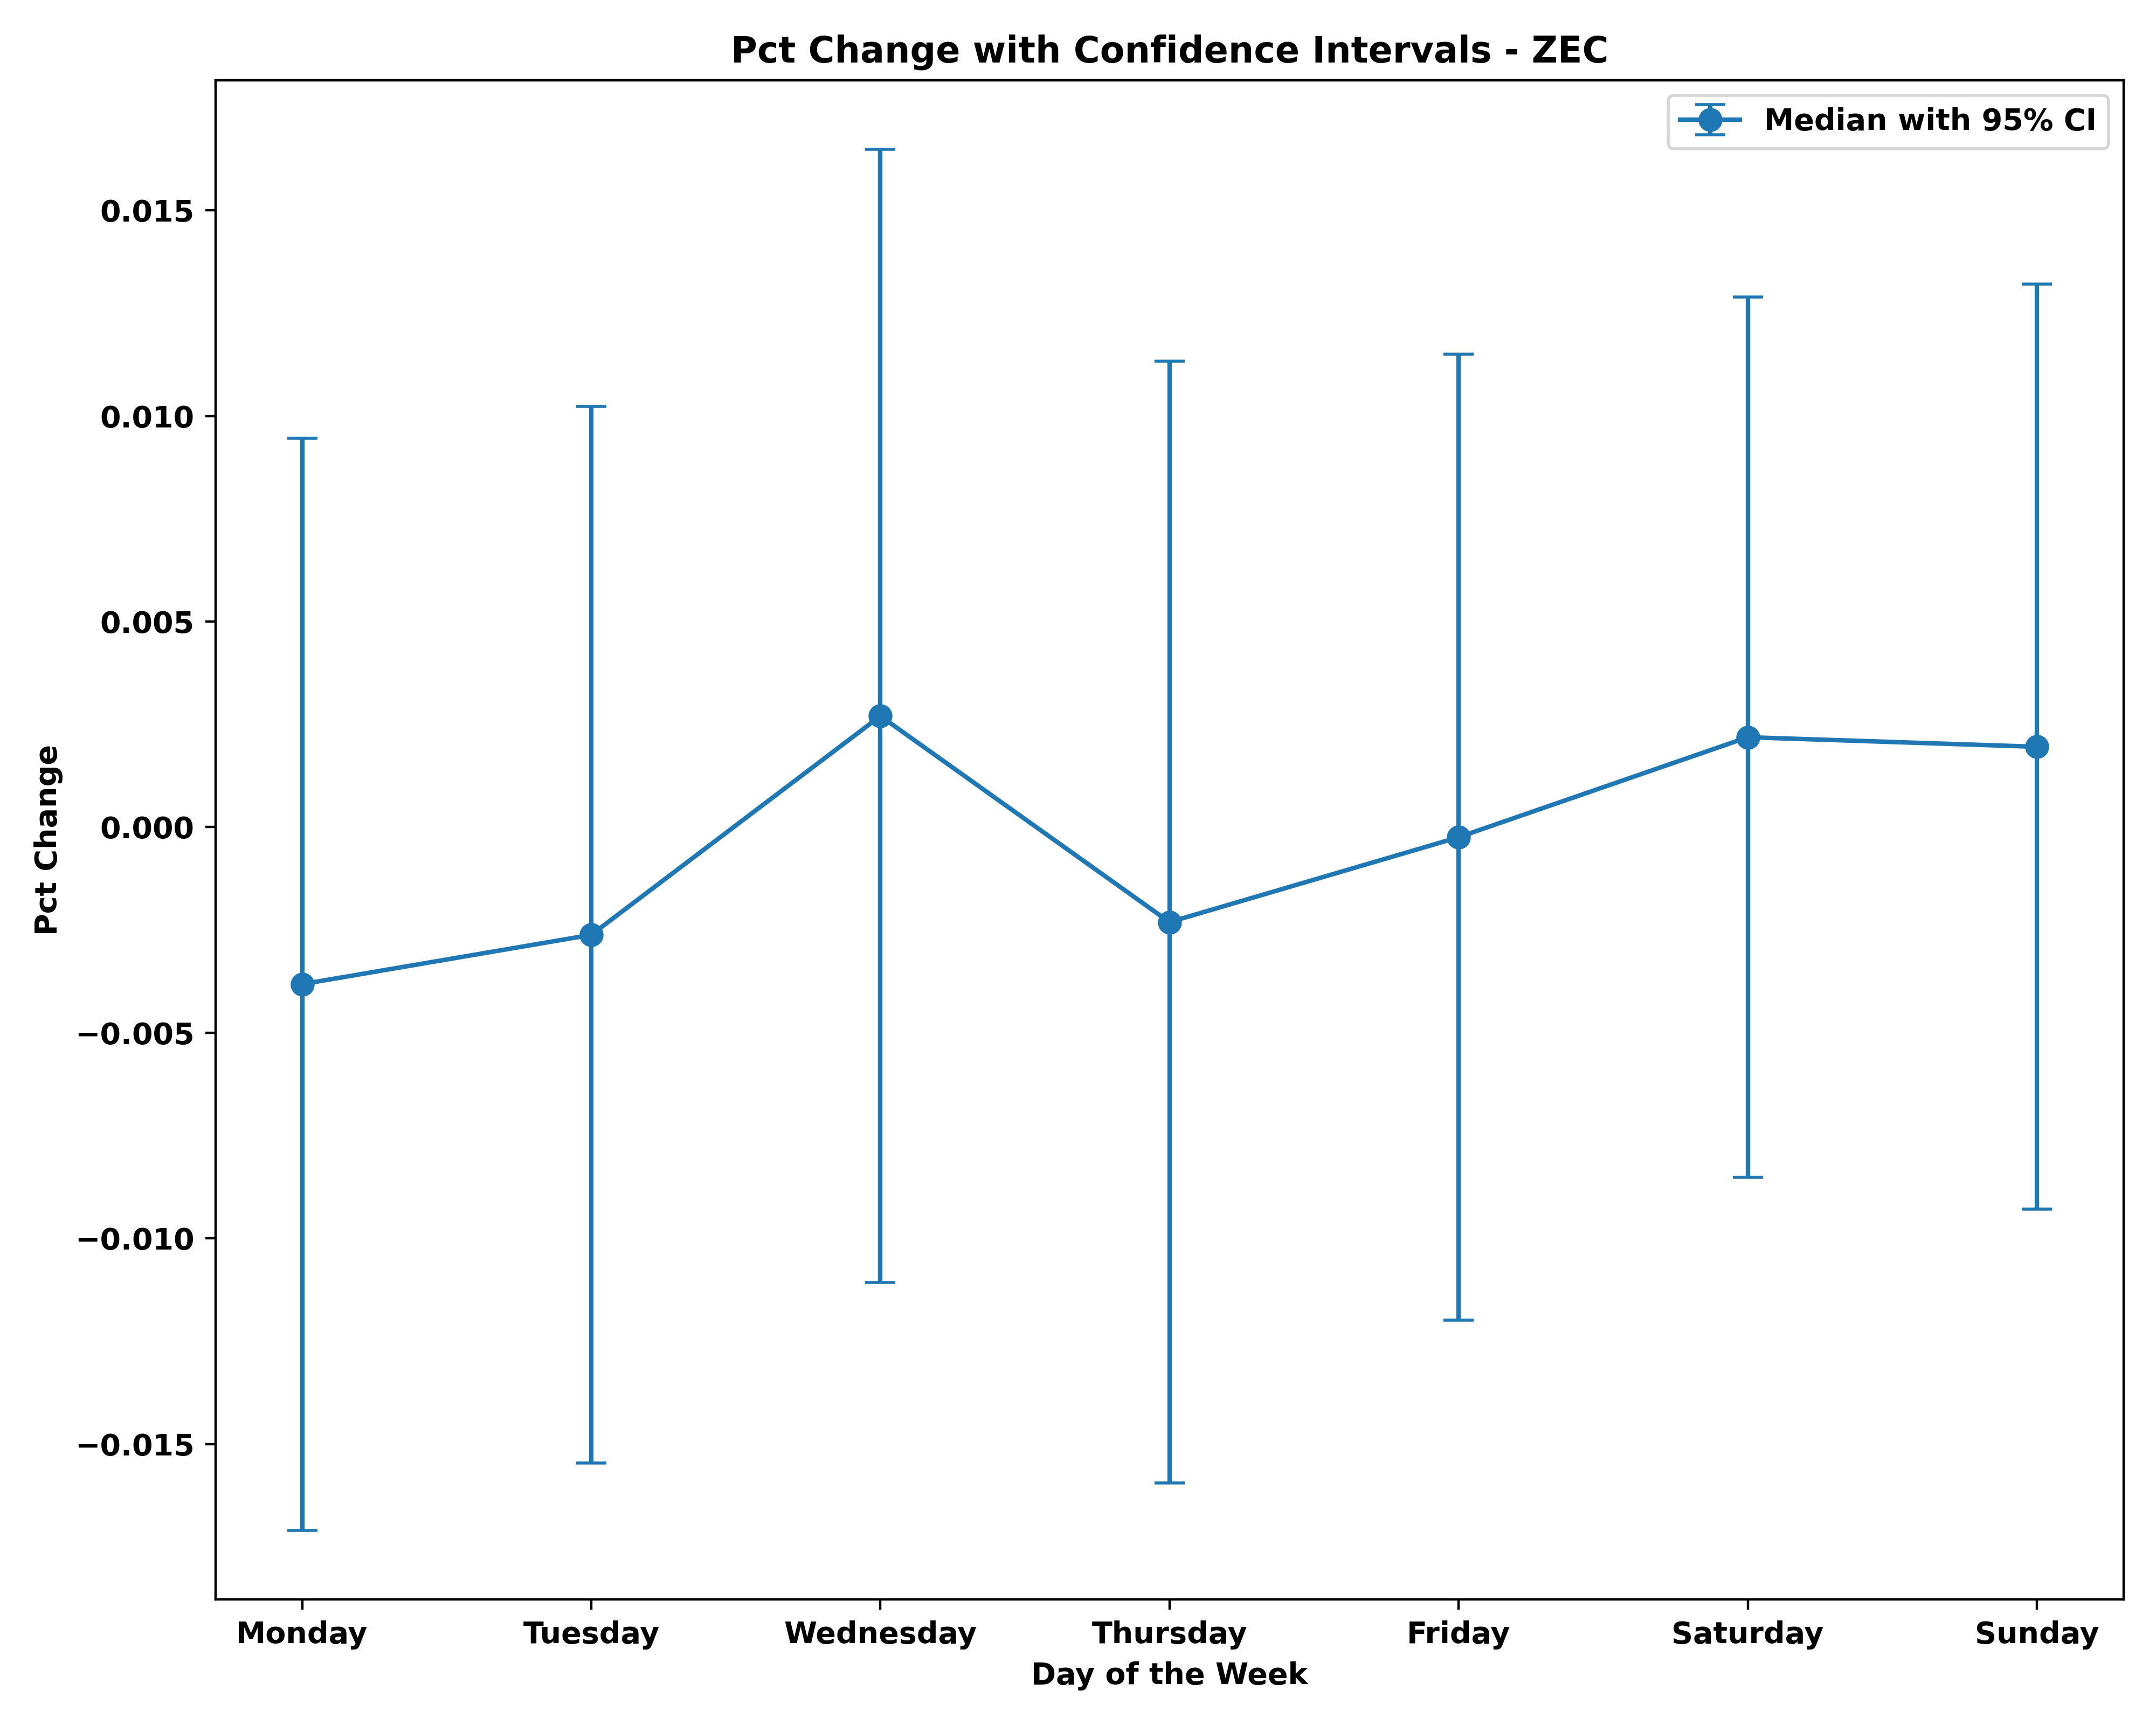 Pct Change with Confidence Intervals - ZEC
Median with 95% CI
0.015
0.010
0.005
0.000
−0.005
−0.010
−0.015
Pct Change
Monday Tuesday Wednesday Thursday Friday Saturday Sunday
Day of the Week